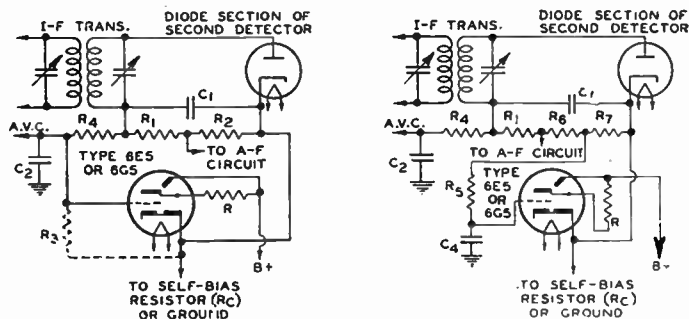 I-F TRANS.
DIODE SECTION OF
SECOND DETECTOR
C1
R4
R1
R2
A.V.C.
C2
TO A-F
CIRCUIT
TYPE 6E5
OR 6G5
R
R3
B+
TO SELF-BIAS
RESISTOR (RC)
OR GROUND
I-F TRANS.
DIODE SECTION OF
SECOND DETECTOR
C1
R4
R1
R6
R7
A.V.C.
C2
TO A-F CIRCUIT
TYPE
6E5
OR
6G5
R5
R
C4
TO SELF-BIAS
RESISTOR (RC)
OR GROUND